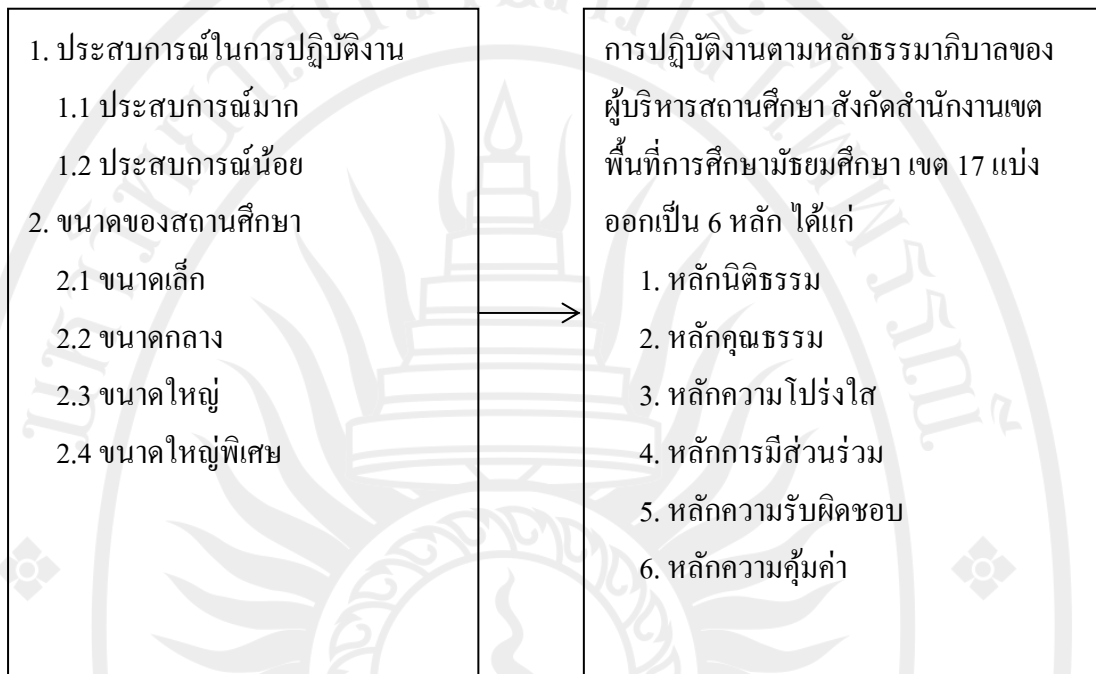 1. ประสบการณ์ในการปฏิบัติงาน
1.1 ประสบการณ์มาก
1.2 ประสบการณ์น้อย
2. ขนาดของสถานศึกษา
2.1 ขนาดเล็ก
2.2 ขนาดกลาง
2.3 ขนาดใหญ่
2.4 ขนาดใหญ่พิเศษ
การปฏิบัติงานตามหลักธรรมาภิบาลของ
ผู้บริหารสถานศึกษา สังกัดสำนักงานเขต
พื้นที่การศึกษามัธยมศึกษา เขต 17 แบ่ง
ออกเป็น 6 หลัก ได้แก่
1. หลักนิติธรรม
2. หลักคุณธรรม
3. หลักความโปร่งใส
4. หลักการมีส่วนร่วม
5. หลักความรับผิดชอบ
6. หลักความคุ้มค่า